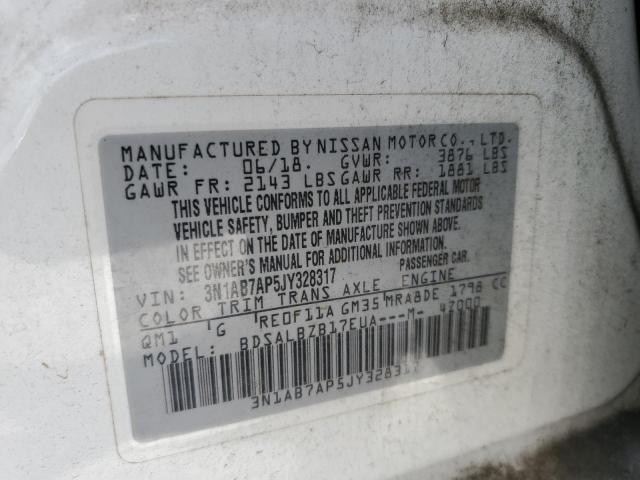 MANUFACTURED BY NISSAN MOTOR CO., LTD.
DATE: 06/18. GVWR: 3876 LBS
GAWR FR: 2143 LBS GAWR RR: 1881 LBS
THIS VEHICLE CONFORMS TO ALL APPLICABLE FEDERAL MOTOR
VEHICLE SAFETY, BUMPER AND THEFT PREVENTION STANDARDS
IN EFFECT ON THE DATE OF MANUFACTURE SHOWN ABOVE.
SEE OWNER'S MANUAL FOR ADDITIONAL INFORMATION.
VIN: 3N1AB7AP5JY328317 PASSENGER CAR
COLOR TRIM TRANS AXLE ENGINE
QM1 G RE0F11A GM35 MRA8DE 1798 CC
MODEL: BDSALBZB17EUA---M- 42000
3N1AB7AP5JY328317